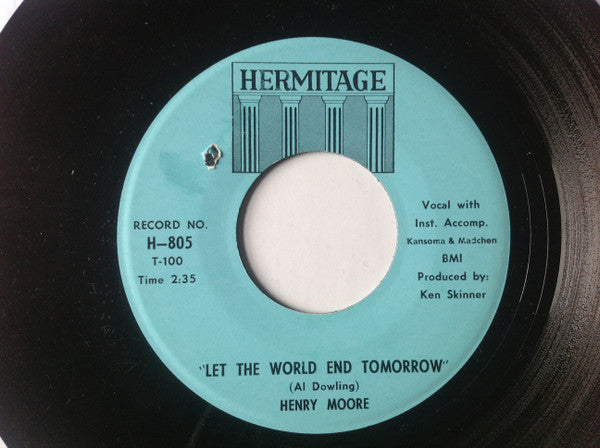 HERMITAGE
RECORD NO.
H-805
T-100
Time 2:35
Vocal with
Inst. Accomp.
Kansoma & Madchen
BMI
Produced by:
Ken Skinner
"LET THE WORLD END TOMORROW"
(Al Dowling)
HENRY MOORE